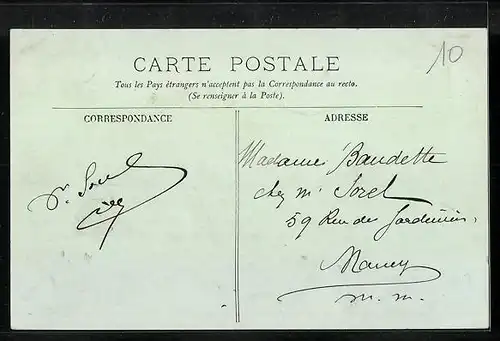 10
CARTE POSTALE
Tous les Pays étrangers n'acceptent pas la Correspondance au recto.
(Se renseigner à la Poste).
CORRESPONDANCE
ADRESSE
Madame Baudette
chez Mr Sorel
59 Rue des Jardiniers
Nancy
M. M.